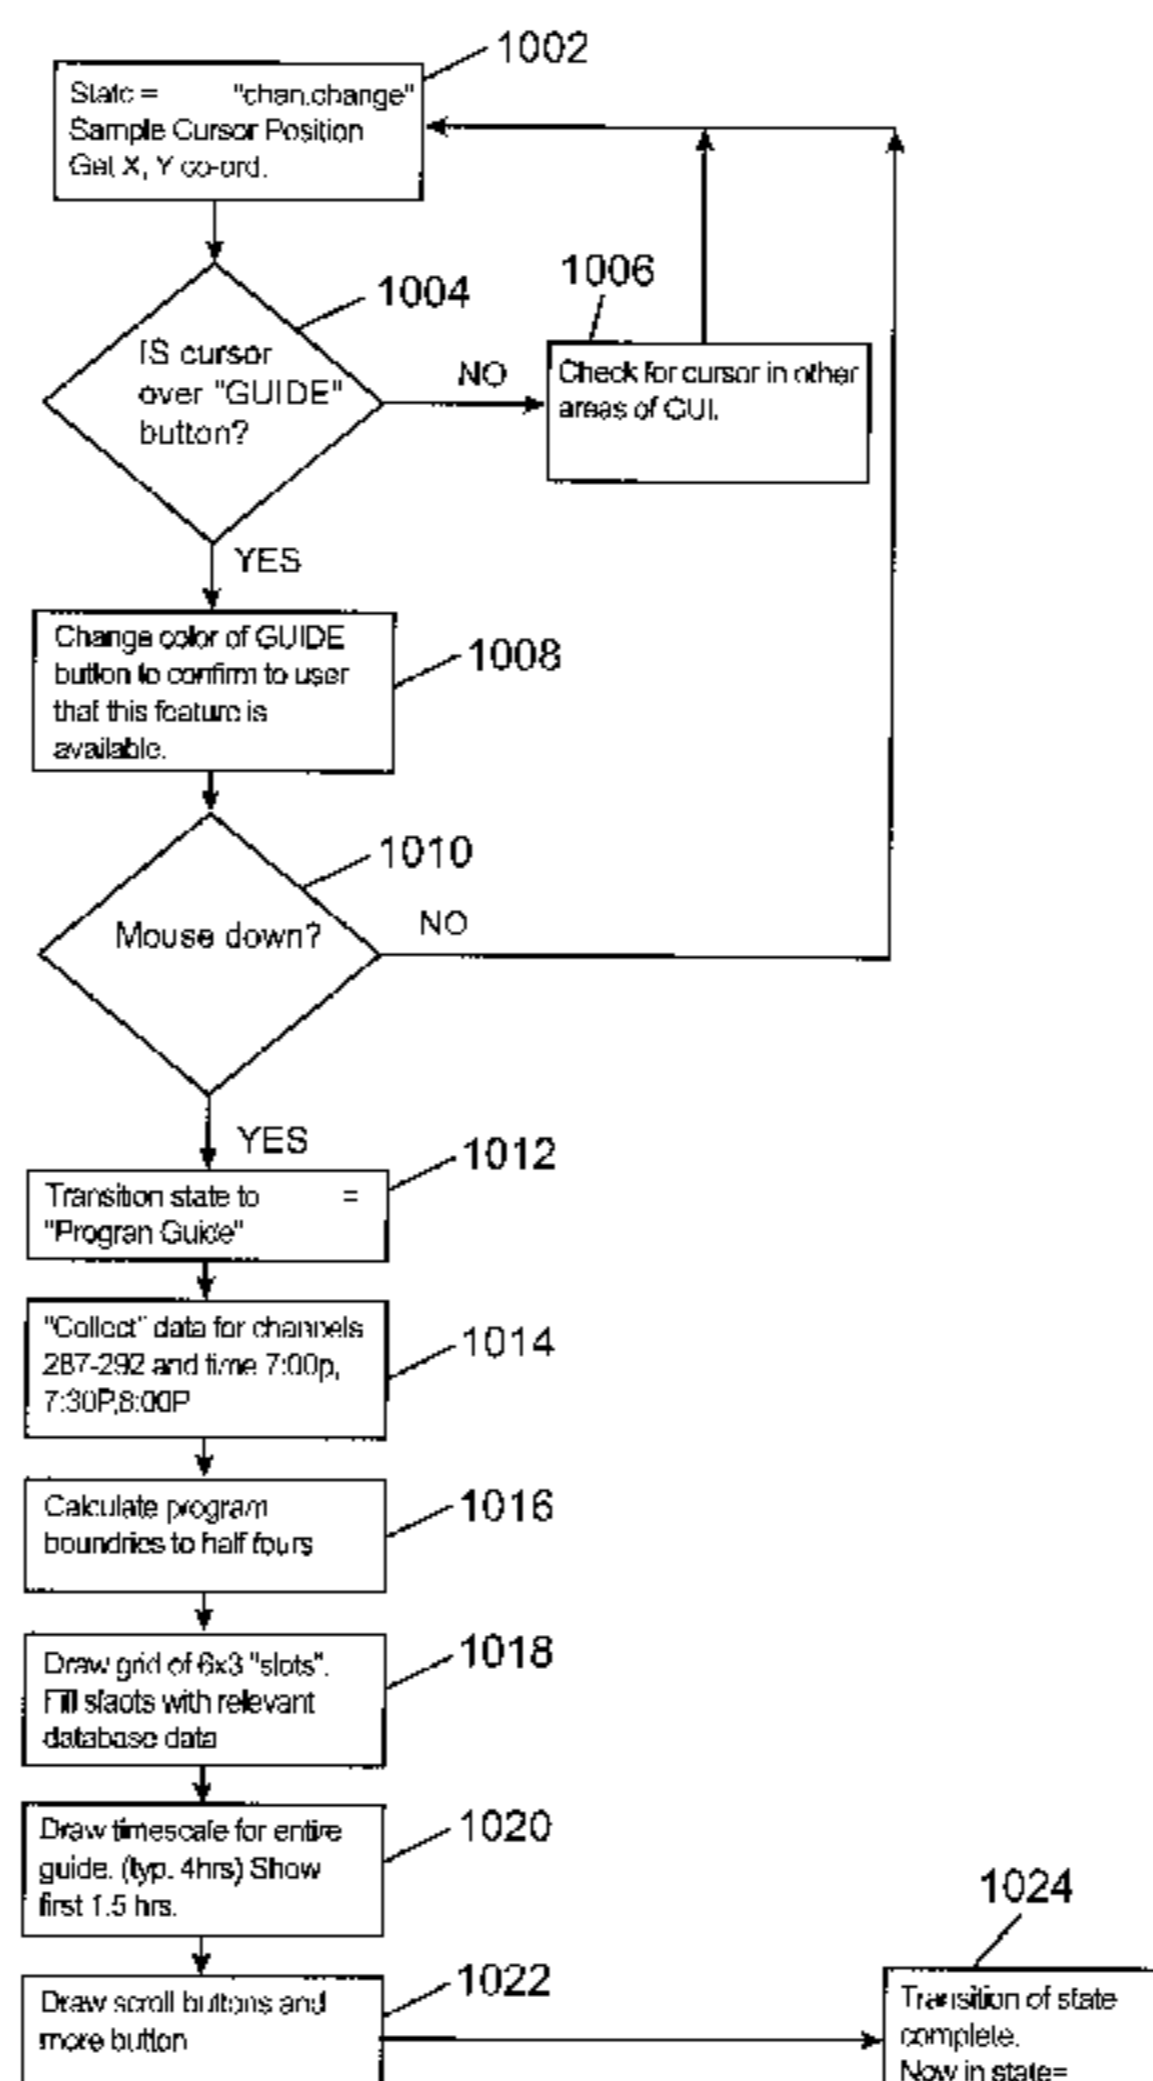 1002
State = "chan.change"
Sample Cursor Position
Get X, Y co-ord.
1004
IS cursor
over "GUIDE"
button?
NO
1006
Check for cursor in other
areas of GUI.
YES
Change color of GUIDE
button to confirm to user
that this feature is
available.
1008
1010
Mouse down?
NO
YES
1012
Transition state to =
"Progran Guide"
"Collect" data for channels
287-292 and time 7:00p,
7:30P,8:00P
1014
Calculate program
boundries to half fours
1016
Draw grid of 6x3 "slots".
Fill slaots with relevant
database data
1018
Draw timescale for entire
guide. (typ. 4hrs) Show
first 1.5 hrs.
1020
Draw scroll buttons and
more button
1022
1024
Transition of state
complete.
Now in state=